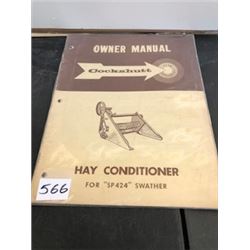 OWNER MANUAL
Cockshutt
HAY CONDITIONER
FOR "SP424" SWATHER
566